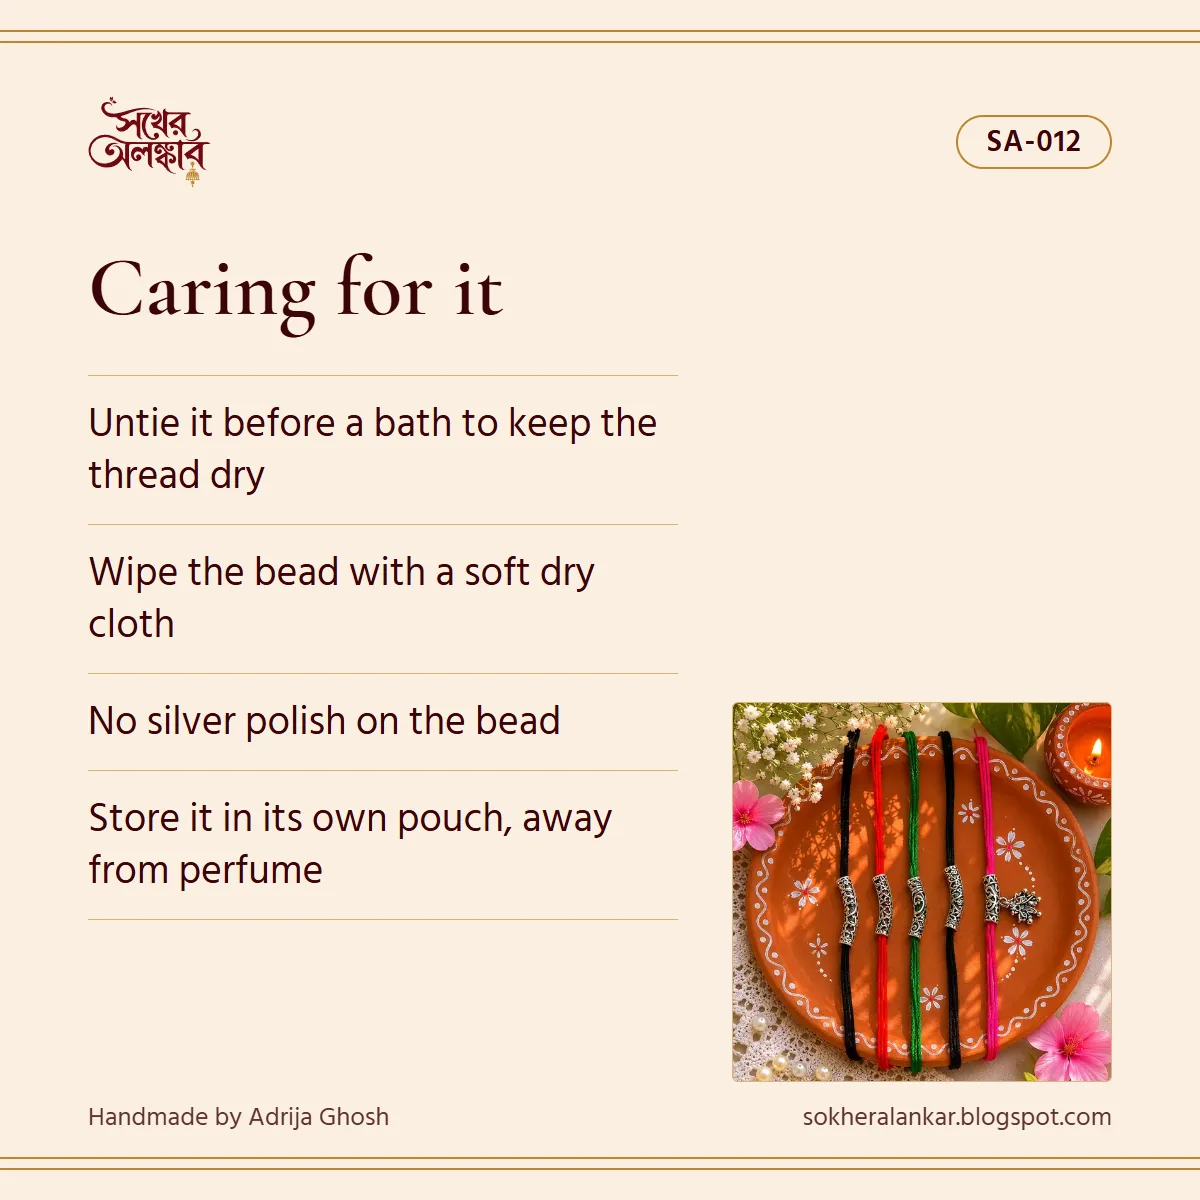 সখের
অলঙ্কার
SA-012
Caring for it
Untie it before a bath to keep the
thread dry
Wipe the bead with a soft dry
cloth
No silver polish on the bead
Store it in its own pouch, away
from perfume
Handmade by Adrija Ghosh
sokheralankar.blogspot.com